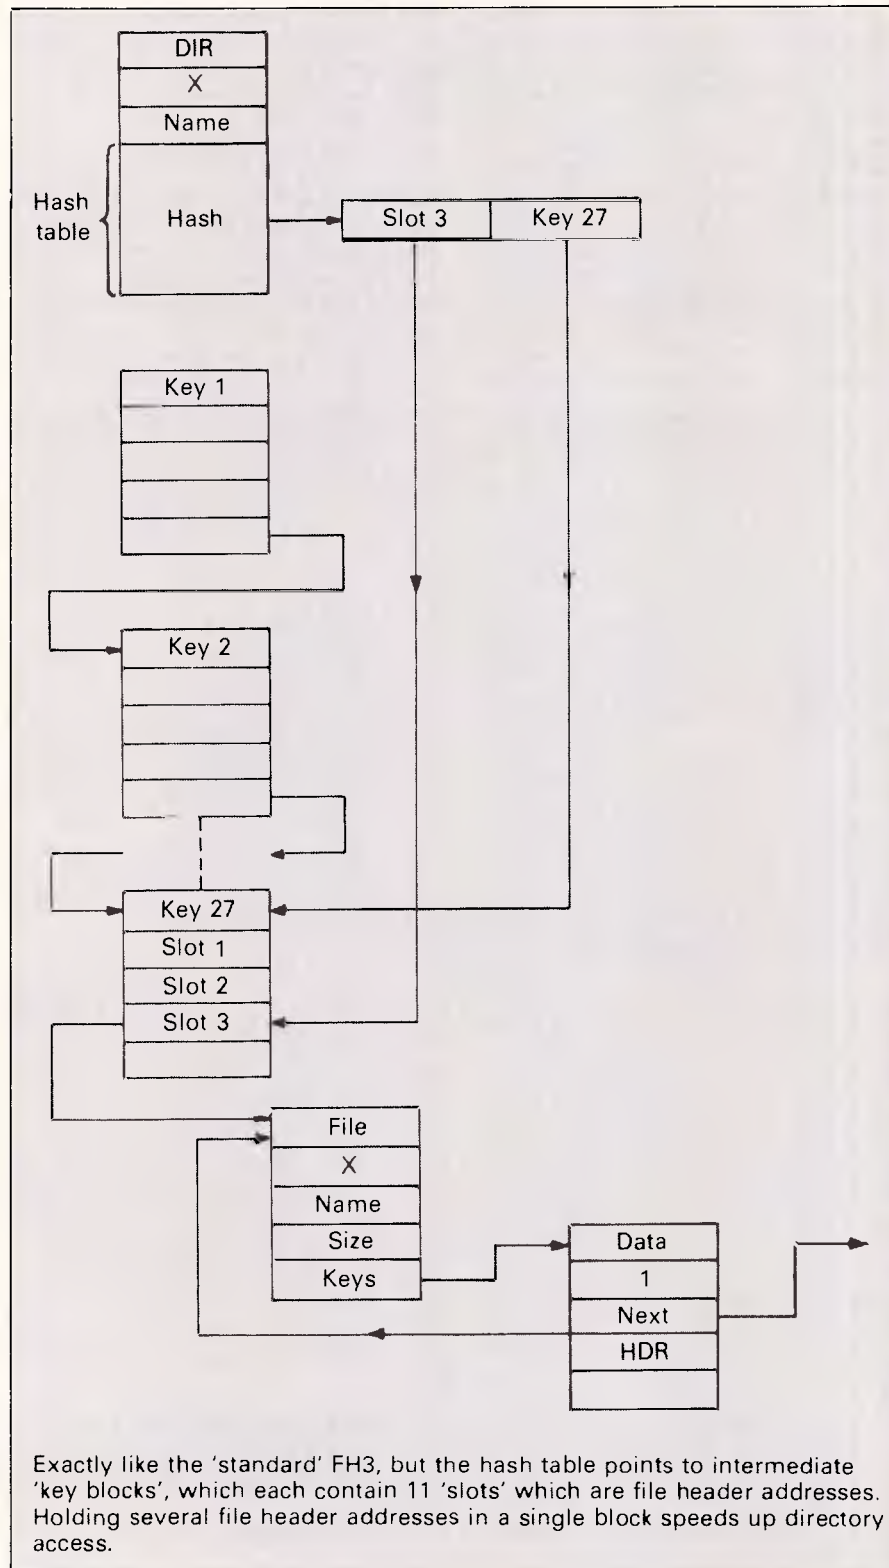 DIR
X
Name
Hash
table
Hash
Slot 3
Key 27
Key 1
Key 2
Key 27
Slot 1
Slot 2
Slot 3
File
X
Name
Size
Keys
Data
1
Next
HDR
Exactly like the 'standard' FH3, but the hash table points to intermediate
'key blocks', which each contain 11 'slots' which are file header addresses.
Holding several file header addresses in a single block speeds up directory
access.